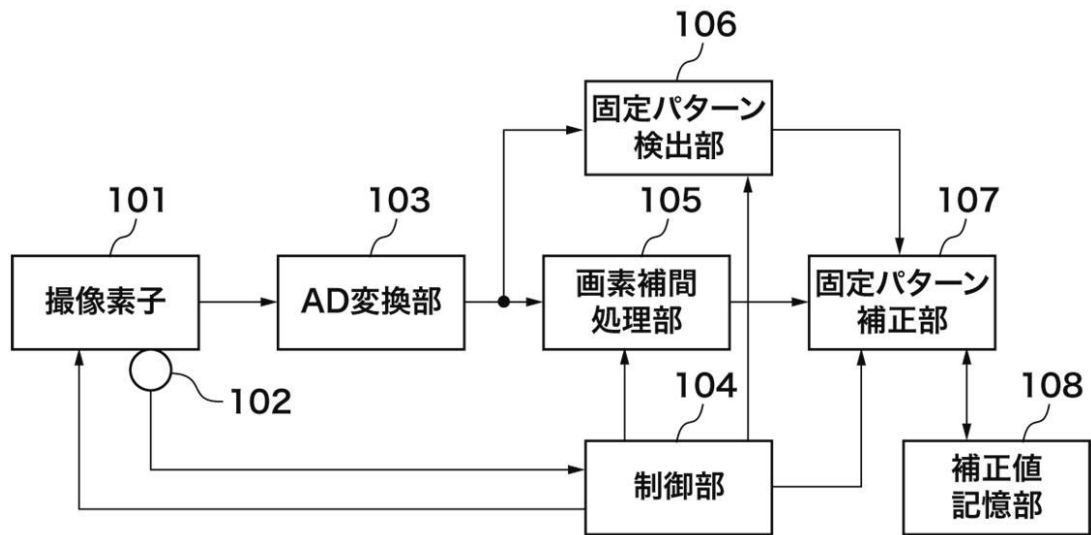 106
固定パターン
検出部
101
103
105
107
撮像素子
AD変換部
画素補間
処理部
固定パターン
補正部
102
104
108
制御部
補正値
記憶部